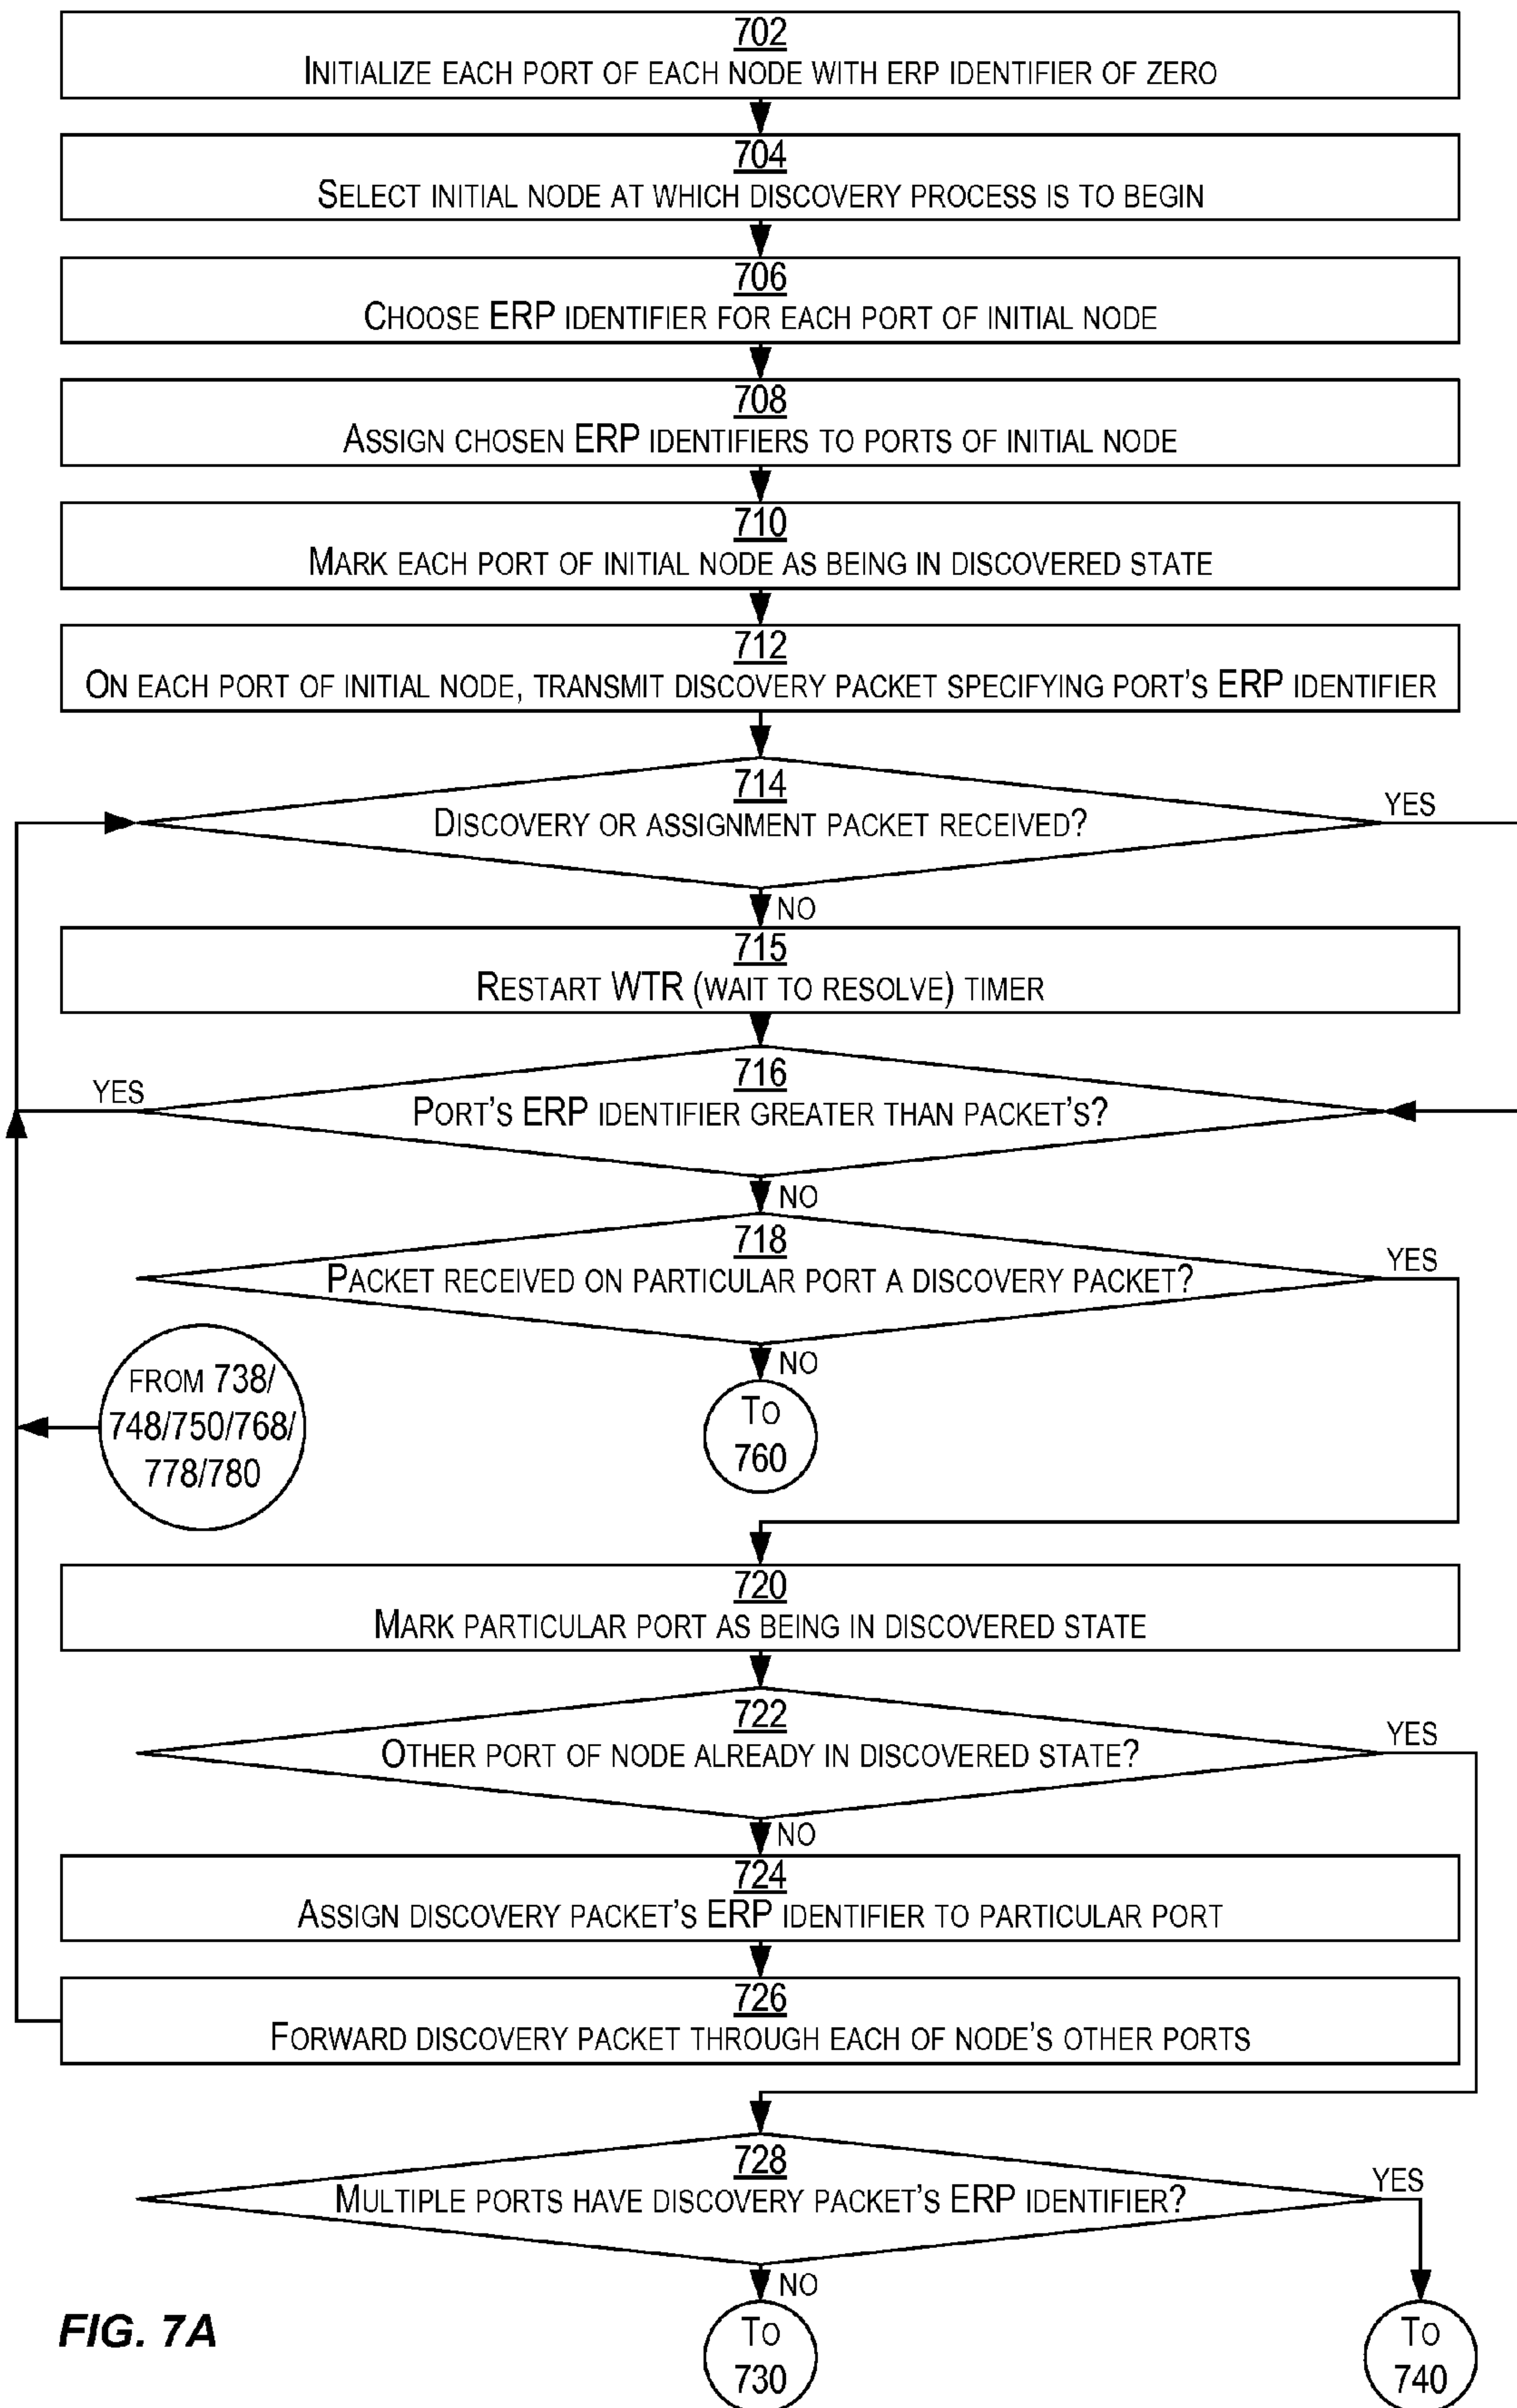 702
INITIALIZE EACH PORT OF EACH NODE WITH ERP IDENTIFIER OF ZERO
704
SELECT INITIAL NODE AT WHICH DISCOVERY PROCESS IS TO BEGIN
706
CHOOSE ERP IDENTIFIER FOR EACH PORT OF INITIAL NODE
708
ASSIGN CHOSEN ERP IDENTIFIERS TO PORTS OF INITIAL NODE
710
MARK EACH PORT OF INITIAL NODE AS BEING IN DISCOVERED STATE
712
ON EACH PORT OF INITIAL NODE, TRANSMIT DISCOVERY PACKET SPECIFYING PORT'S ERP IDENTIFIER
714
DISCOVERY OR ASSIGNMENT PACKET RECEIVED?
YES
NO
715
RESTART WTR (WAIT TO RESOLVE) TIMER
716
PORT'S ERP IDENTIFIER GREATER THAN PACKET'S?
YES
NO
718
PACKET RECEIVED ON PARTICULAR PORT A DISCOVERY PACKET?
YES
NO
FROM 738/
748/750/768/
778/780
TO
760
720
MARK PARTICULAR PORT AS BEING IN DISCOVERED STATE
722
OTHER PORT OF NODE ALREADY IN DISCOVERED STATE?
YES
NO
724
ASSIGN DISCOVERY PACKET'S ERP IDENTIFIER TO PARTICULAR PORT
726
FORWARD DISCOVERY PACKET THROUGH EACH OF NODE'S OTHER PORTS
728
MULTIPLE PORTS HAVE DISCOVERY PACKET'S ERP IDENTIFIER?
YES
NO
TO
730
TO
740
FIG. 7A